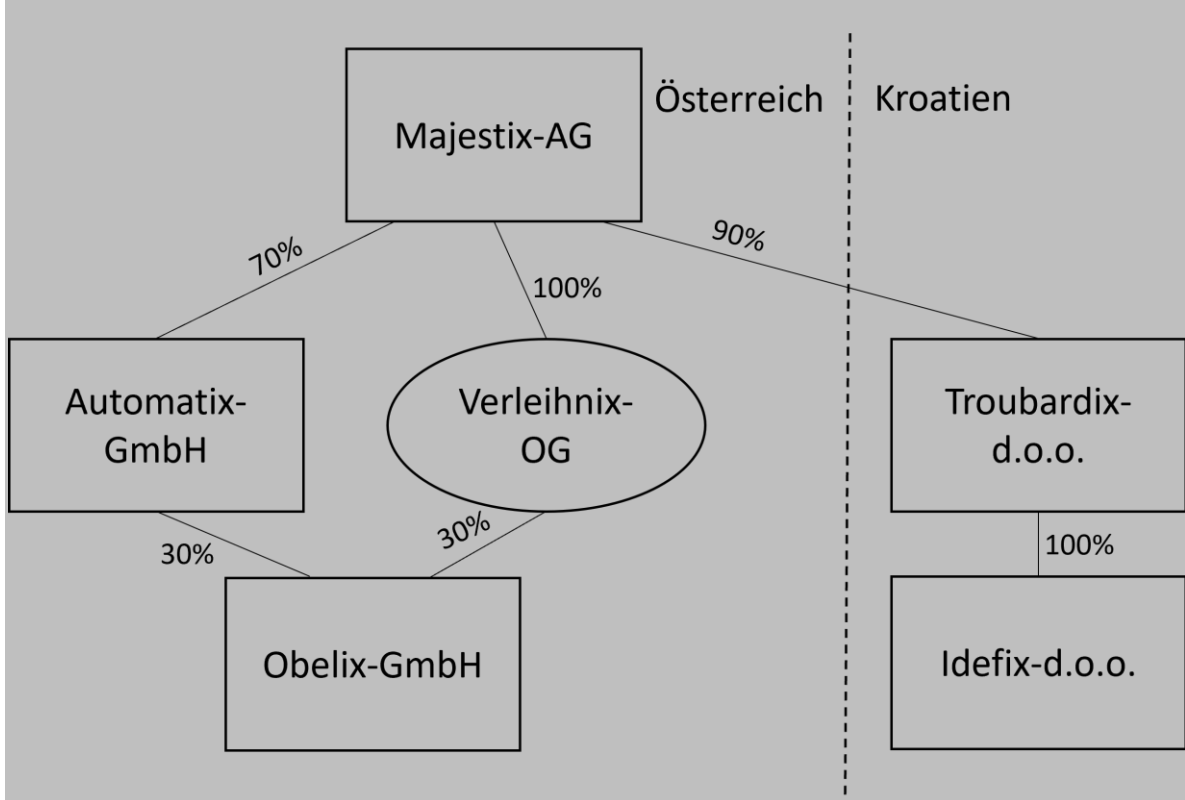 Majestix-AG
Österreich
Kroatien
70%
100%
90%
Automatix-
GmbH
Verleihnix-
OG
Troubardix-
d.o.o.
30%
30%
100%
Obelix-GmbH
Idefix-d.o.o.